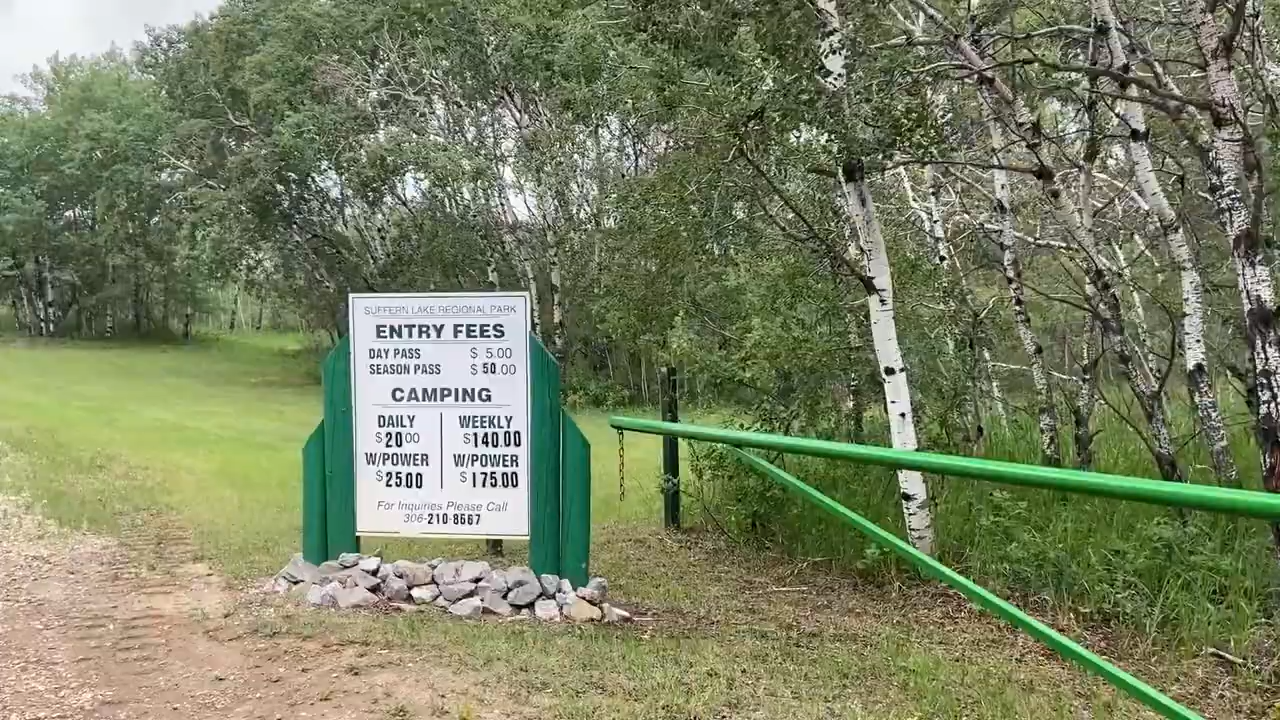 SUFFERN LAKE REGIONAL PARK
ENTRY FEES
DAY PASS $ 5.00
SEASON PASS $ 50.00
CAMPING
DAILY WEEKLY
$20.00 $140.00
W/POWER W/POWER
$25.00 $175.00
For Inquiries Please Call
306-210-8667